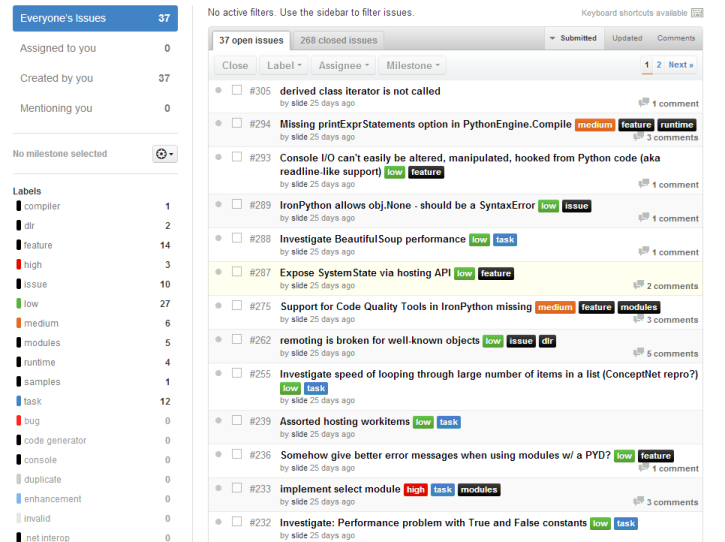 Everyone's Issues 37
Assigned to you 0
Created by you 37
Mentioning you 0
No milestone selected
Labels
compiler 1
dlr 2
feature 14
high 3
issue 10
low 27
medium 6
modules 5
runtime 4
samples 1
task 12
bug 0
code generator 0
console 0
duplicate 0
enhancement 0
invalid 0
.net interop 0
No active filters. Use the sidebar to filter issues.
Keyboard shortcuts available
37 open issues 268 closed issues Submitted Updated Comments
Close Label Assignee Milestone 1 2 Next »
#305 derived class iterator is not called
by slide 25 days ago 1 comment
#294 Missing printExprStatements option in PythonEngine.Compile medium feature runtime
by slide 25 days ago 3 comments
#293 Console I/O can't easily be altered, manipulated, hooked from Python code (aka
readline-like support) low feature
by slide 25 days ago 1 comment
#289 IronPython allows obj.None - should be a SyntaxError low issue
by slide 25 days ago 1 comment
#288 Investigate BeautifulSoup performance low task
by slide 25 days ago 1 comment
#287 Expose SystemState via hosting API low feature
by slide 25 days ago 2 comments
#275 Support for Code Quality Tools in IronPython missing medium feature modules
by slide 25 days ago 3 comments
#262 remoting is broken for well-known objects low issue dlr
by slide 25 days ago 5 comments
#255 Investigate speed of looping through large number of items in a list (ConceptNet repro?)
low task
by slide 25 days ago
#239 Assorted hosting workitems low task
by slide 25 days ago
#236 Somehow give better error messages when using modules w/ a PYD? low feature
by slide 25 days ago 1 comment
#233 implement select module high task modules
by slide 25 days ago 3 comments
#232 Investigate: Performance problem with True and False constants low task
by slide 25 days ago